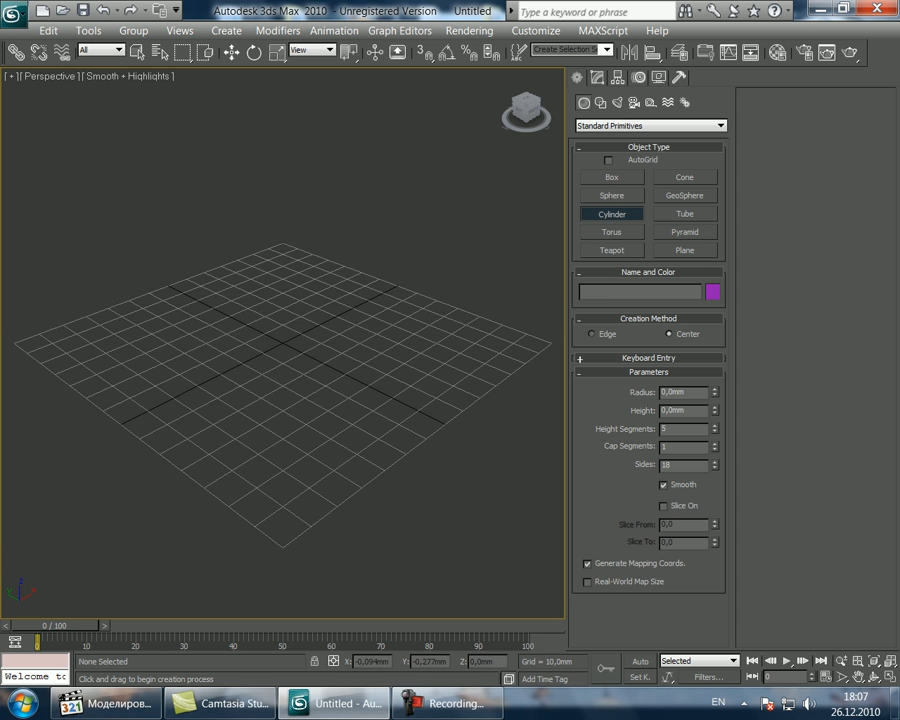 Autodesk 3ds Max 2010 - Unregistered Version Untitled
Type a keyword or phrase
Edit Tools Group Views Create Modifiers Animation Graph Editors Rendering Customize MAXScript Help
All View Create Selection S
[ + ][ Perspective ][ Smooth + Highlights ]
Standard Primitives
- Object Type
AutoGrid
Box Cone
Sphere GeoSphere
Cylinder Tube
Torus Pyramid
Teapot Plane
- Name and Color
- Creation Method
Edge Center
+ Keyboard Entry
- Parameters
Radius: 0,0mm
Height: 0,0mm
Height Segments: 5
Cap Segments: 1
Sides: 18
Smooth
Slice On
Slice From: 0,0
Slice To: 0,0
Generate Mapping Coords.
Real-World Map Size
< 0 / 100 >
0 10 20 30 40 50 60 70 80 90 100
None Selected X: -0,094mm Y: -0,277mm Z: 0,0mm Grid = 10,0mm Auto Selected
Welcome to Click and drag to begin creation process Add Time Tag Set K. Filters... 0
Моделиров... Camtasia Stu... Untitled - Au... Recording... EN 18:07
26.12.2010